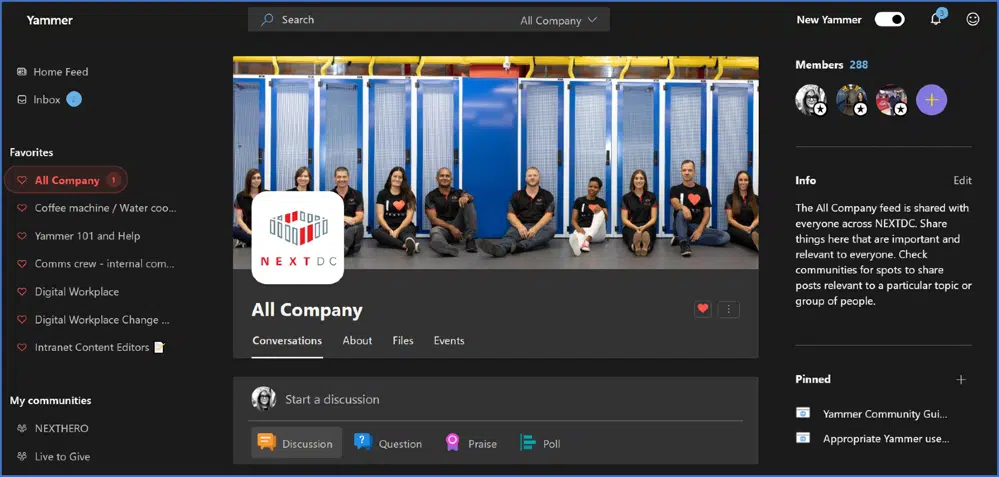 Yammer
Search
All Company
New Yammer
3
Home Feed
Inbox
Favorites
All Company 1
Coffee machine / Water coo...
Yammer 101 and Help
Comms crew - internal com...
Digital Workplace
Digital Workplace Change ...
Intranet Content Editors
My communities
NEXTHERO
Live to Give
NEXTDC
All Company
Conversations
About
Files
Events
Start a discussion
Discussion
Question
Praise
Poll
Members 288
Info
Edit
The All Company feed is shared with
everyone across NEXTDC. Share
things here that are important and
relevant to everyone. Check
communities for spots to share
posts relevant to a particular topic or
group of people.
Pinned
Yammer Community Gui...
Appropriate Yammer use...